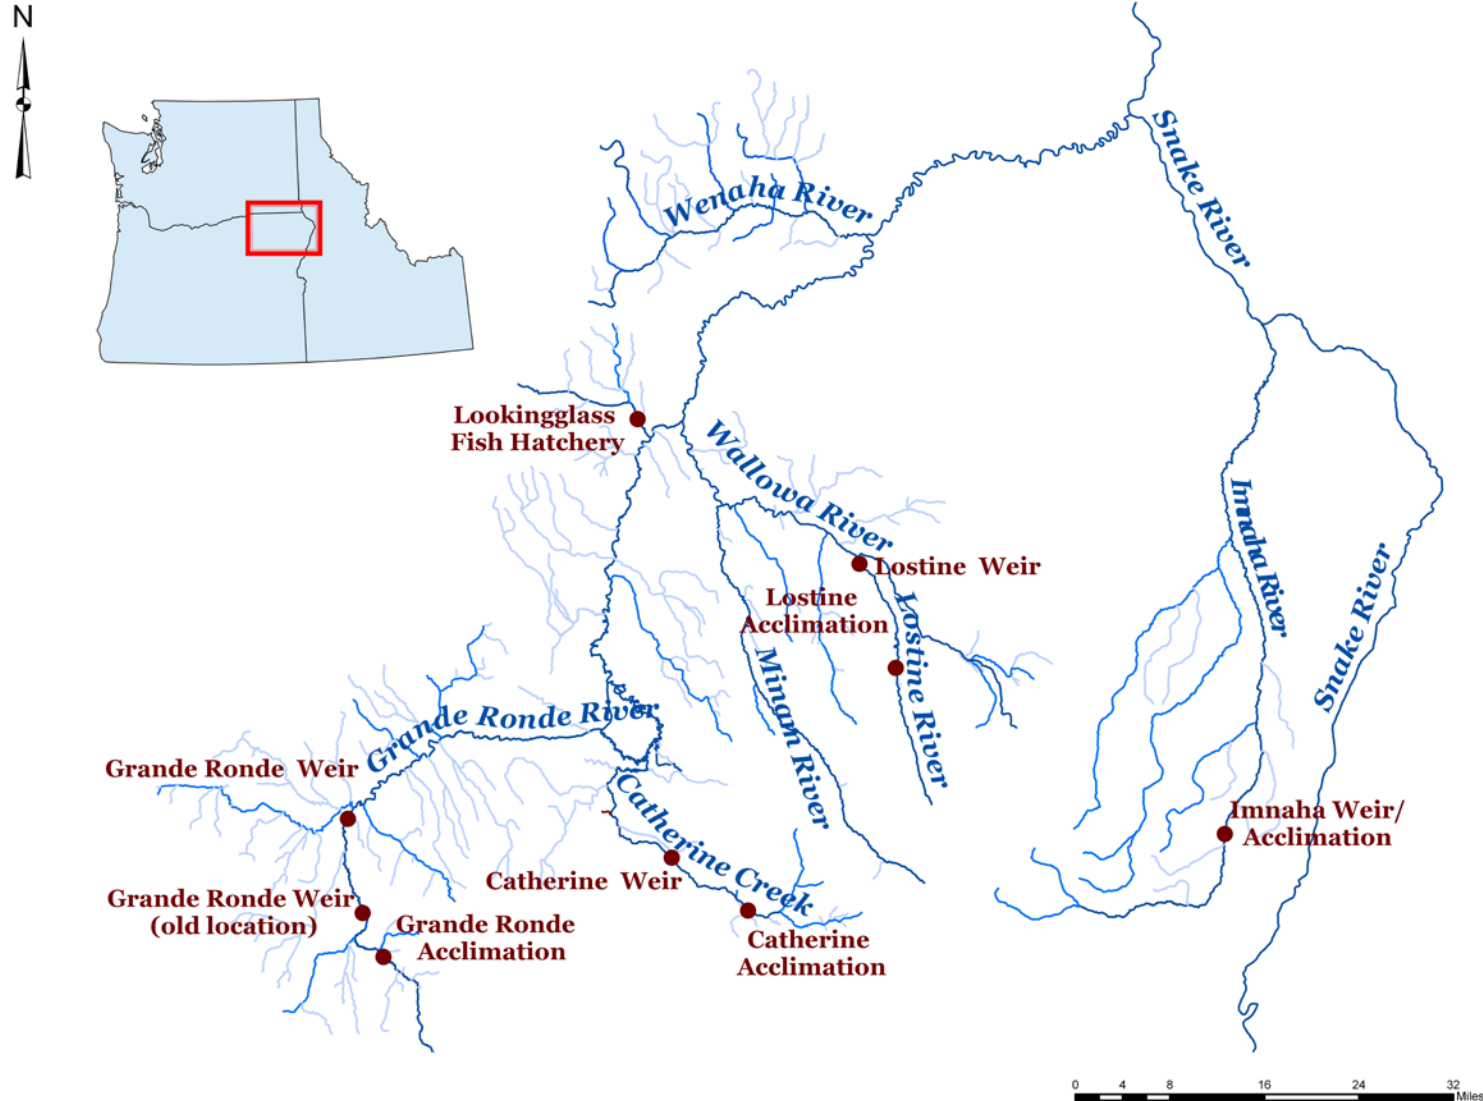 N
Snake River
Wenaha River
Lookingglass
Fish Hatchery
Wallowa River
Lostine Weir
Imnaha River
Lostine
Acclimation
Lostine River
Snake River
Minam River
Grande Ronde River
Grande Ronde Weir
Catherine Creek
Imnaha Weir/
Acclimation
Catherine Weir
Grande Ronde Weir
(old location)
Grande Ronde
Acclimation
Catherine
Acclimation
0 4 8 16 24 32
Miles